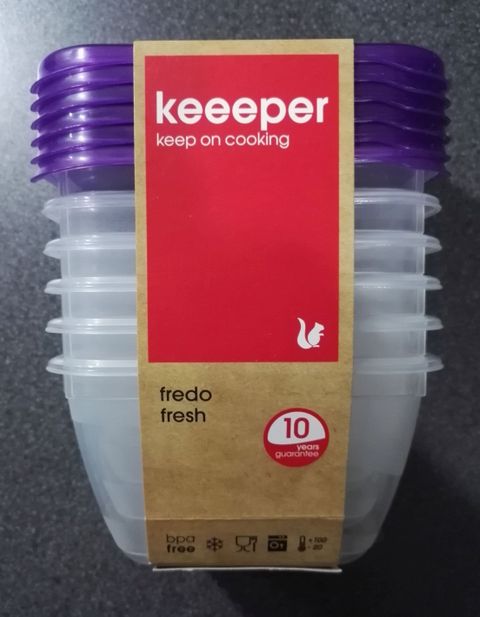 keeeper
keep on cooking
fredo
fresh
10
years
guarantee
bpa
free
+100
-20